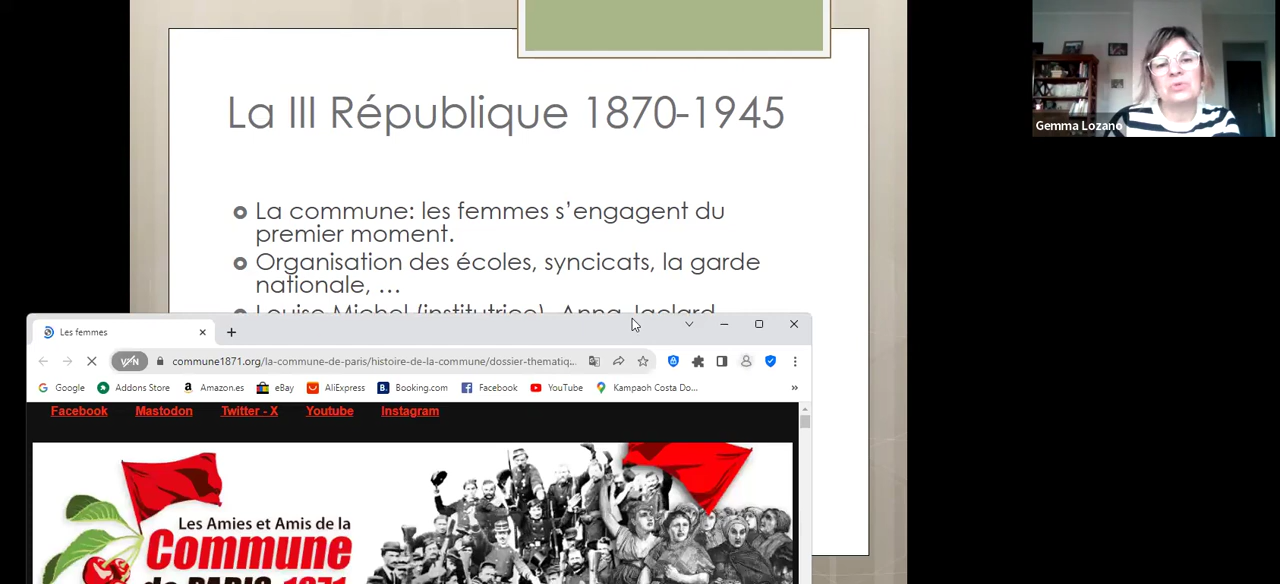 La III République 1870-1945
La commune: les femmes s’engagent du
premier moment.
Organisation des écoles, syncicats, la garde
nationale, …
Louise Michel (institutrice), Anna Jaclard
Gemma Lozano
Les femmes
VPN
commune1871.org/la-commune-de-paris/histoire-de-la-commune/dossier-thematiq...
Google Addons Store Amazon.es eBay AliExpress Booking.com Facebook YouTube Kampaoh Costa Do... »
Facebook Mastodon Twitter - X Youtube Instagram
Les Amies et Amis de la
Commune
de PARIS 1871